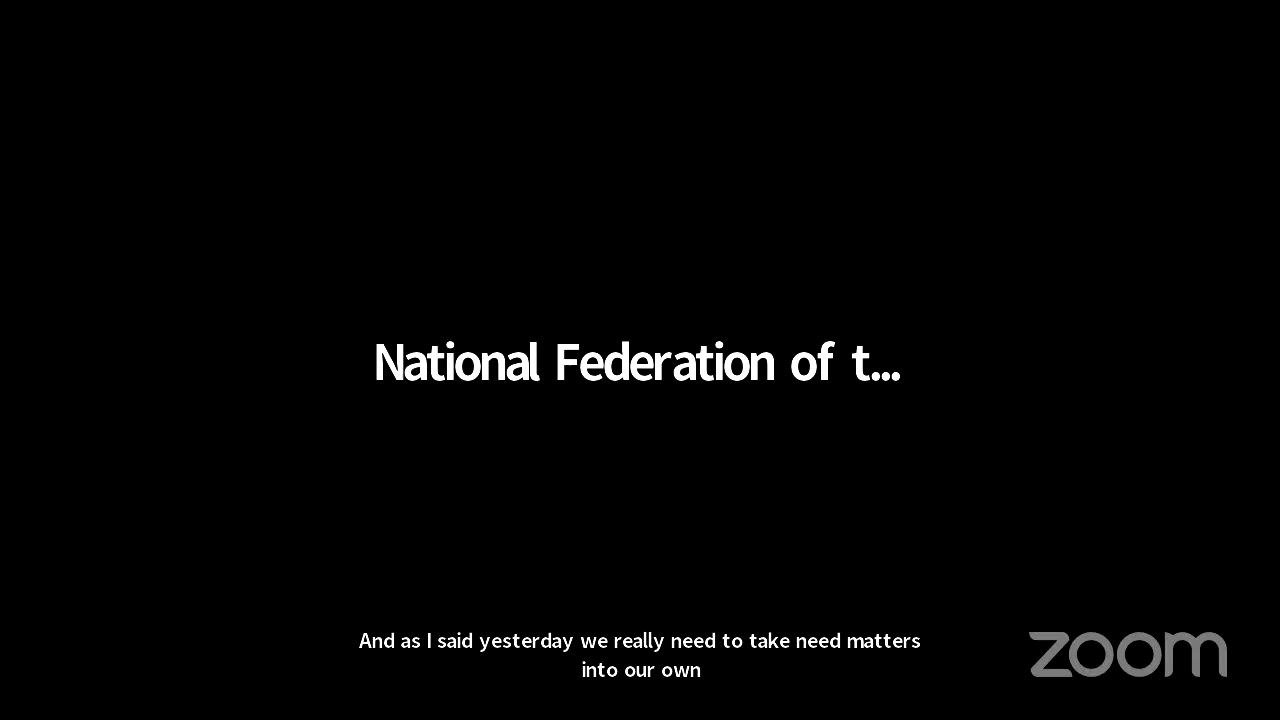 National Federation of t...
And as I said yesterday we really need to take need matters
into our own
zoom